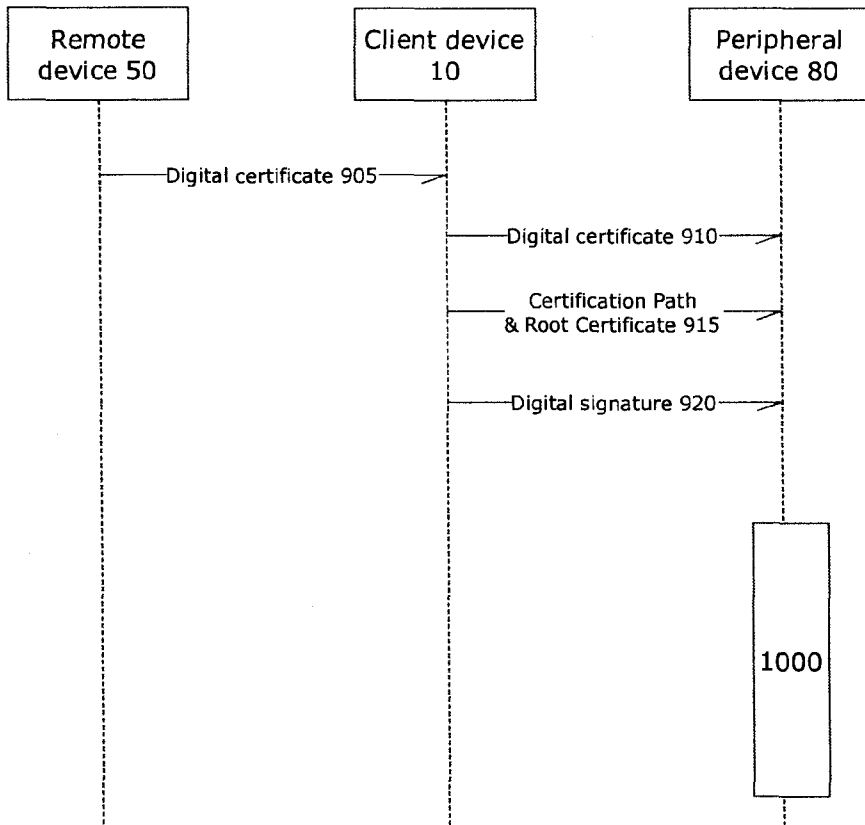 Remote
device 50
Client device
10
Peripheral
device 80
Digital certificate 905
Digital certificate 910
Certification Path
& Root Certificate 915
Digital signature 920
1000